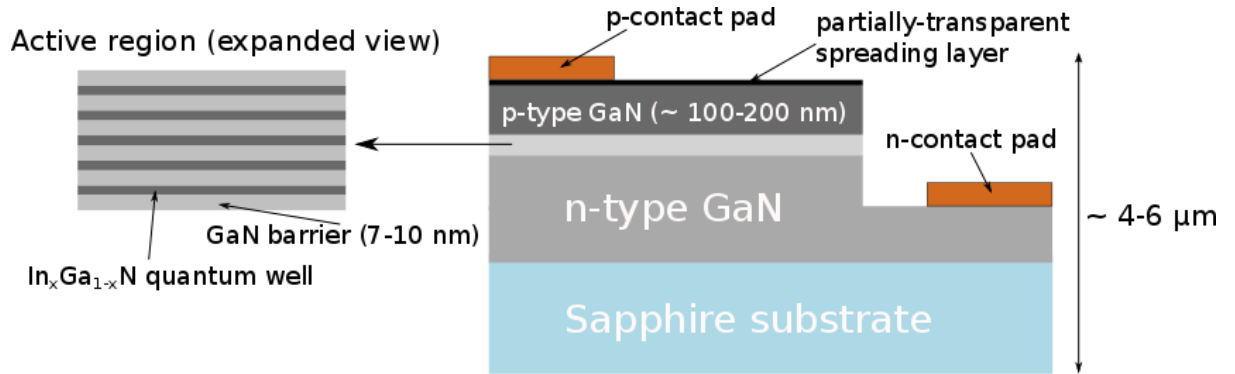 p-contact pad
partially-transparent
spreading layer
Active region (expanded view)
p-type GaN (~ 100-200 nm)
n-contact pad
n-type GaN
~ 4-6 μm
GaN barrier (7-10 nm)
InₓGa₁₋ₓN quantum well
Sapphire substrate